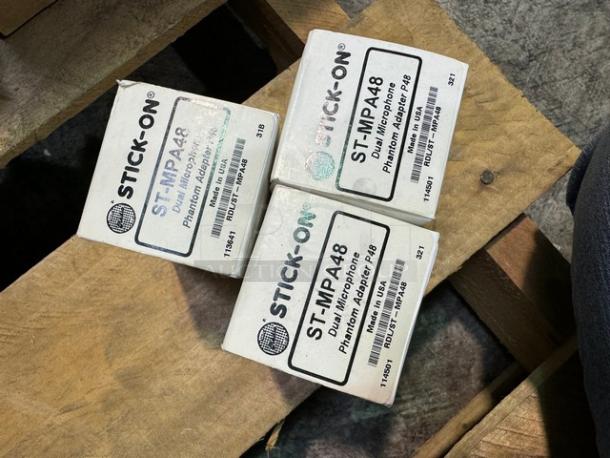 STICK-ON®
ST-MPA48
Dual Microphone
Phantom Adapter P48
Made in USA
318
113641 RDL/ST-MPA48
STICK-ON®
ST-MPA48
Dual Microphone
Phantom Adapter P48
Made in USA
321
114501 RDL/ST-MPA48
STICK-ON®
ST-MPA48
Dual Microphone
Phantom Adapter P48
Made in USA
321
114501 RDL/ST-MPA48